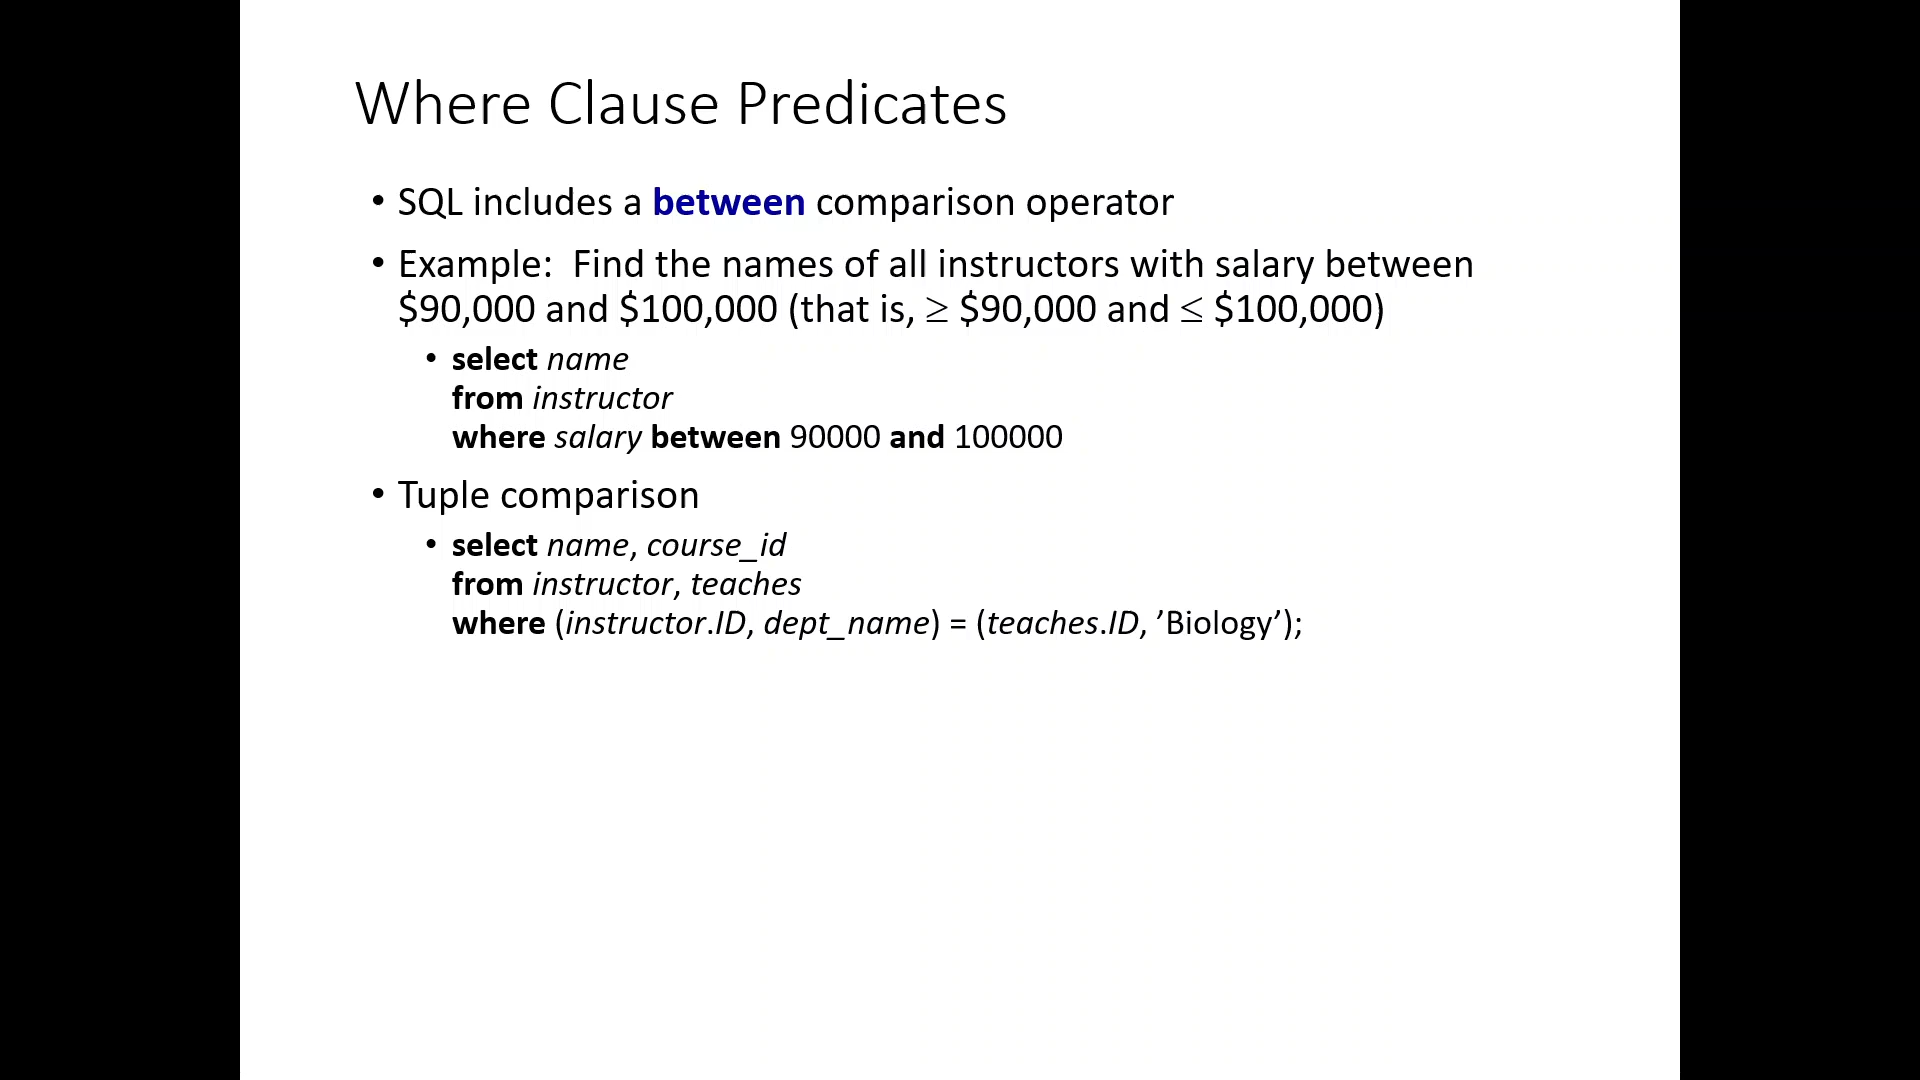 Where Clause Predicates
• SQL includes a between comparison operator
• Example:  Find the names of all instructors with salary between
$90,000 and $100,000 (that is, ≥ $90,000 and ≤ $100,000)
• select name
from instructor
where salary between 90000 and 100000
• Tuple comparison
• select name, course_id
from instructor, teaches
where (instructor.ID, dept_name) = (teaches.ID, ’Biology’);